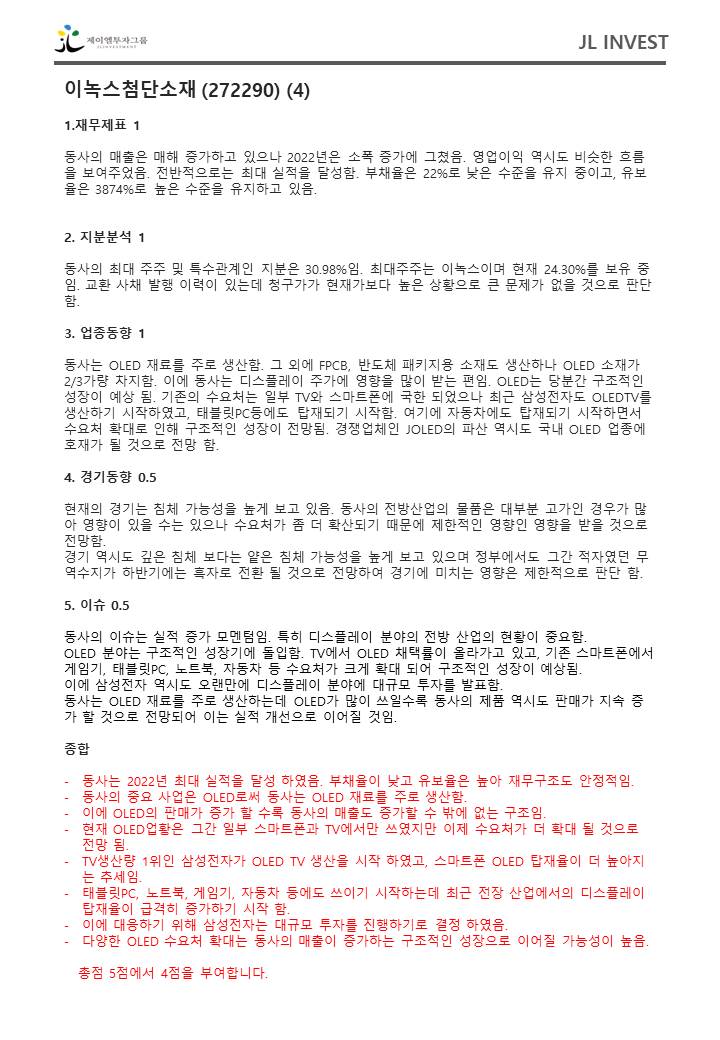 제이엘투자그룹
JL INVESTMENT
JL INVEST
이녹스첨단소재 (272290) (4)
1.재무제표 1
동사의 매출은 매해 증가하고 있으나 2022년은 소폭 증가에 그쳤음. 영업이익 역시도 비슷한 흐름
을 보여주었음. 전반적으로는 최대 실적을 달성함. 부채율은 22%로 낮은 수준을 유지 중이고, 유보
율은 3874%로 높은 수준을 유지하고 있음.
2. 지분분석 1
동사의 최대 주주 및 특수관계인 지분은 30.98%임. 최대주주는 이녹스이며 현재 24.30%를 보유 중
임. 교환 사채 발행 이력이 있는데 청구가가 현재가보다 높은 상황으로 큰 문제가 없을 것으로 판단
함.
3. 업종동향 1
동사는 OLED 재료를 주로 생산함. 그 외에 FPCB, 반도체 패키지용 소재도 생산하나 OLED 소재가
2/3가량 차지함. 이에 동사는 디스플레이 주가에 영향을 많이 받는 편임. OLED는 당분간 구조적인
성장이 예상 됨. 기존의 수요처는 일부 TV와 스마트폰에 국한 되었으나 최근 삼성전자도 OLEDTV를
생산하기 시작하였고, 태블릿PC등에도 탑재되기 시작함. 여기에 자동차에도 탑재되기 시작하면서
수요처 확대로 인해 구조적인 성장이 전망됨. 경쟁업체인 JOLED의 파산 역시도 국내 OLED 업종에
호재가 될 것으로 전망 함.
4. 경기동향 0.5
현재의 경기는 침체 가능성을 높게 보고 있음. 동사의 전방산업의 물품은 대부분 고가인 경우가 많
아 영향이 있을 수는 있으나 수요처가 좀 더 확산되기 때문에 제한적인 영향인 영향을 받을 것으로
전망함.
경기 역시도 깊은 침체 보다는 얕은 침체 가능성을 높게 보고 있으며 정부에서도 그간 적자였던 무
역수지가 하반기에는 흑자로 전환 될 것으로 전망하여 경기에 미치는 영향은 제한적으로 판단 함.
5. 이슈 0.5
동사의 이슈는 실적 증가 모멘텀임. 특히 디스플레이 분야의 전방 산업의 현황이 중요함.
OLED 분야는 구조적인 성장기에 돌입함. TV에서 OLED 채택률이 올라가고 있고, 기존 스마트폰에서
게임기, 태블릿PC, 노트북, 자동차 등 수요처가 크게 확대 되어 구조적인 성장이 예상됨.
이에 삼성전자 역시도 오랜만에 디스플레이 분야에 대규모 투자를 발표함.
동사는 OLED 재료를 주로 생산하는데 OLED가 많이 쓰일수록 동사의 제품 역시도 판매가 지속 증
가 할 것으로 전망되어 이는 실적 개선으로 이어질 것임.
종합
- 동사는 2022년 최대 실적을 달성 하였음. 부채율이 낮고 유보율은 높아 재무구조도 안정적임.
- 동사의 중요 사업은 OLED로써 동사는 OLED 재료를 주로 생산함.
- 이에 OLED의 판매가 증가 할 수록 동사의 매출도 증가할 수 밖에 없는 구조임.
- 현재 OLED업황은 그간 일부 스마트폰과 TV에서만 쓰였지만 이제 수요처가 더 확대 될 것으로
전망 됨.
- TV생산량 1위인 삼성전자가 OLED TV 생산을 시작 하였고, 스마트폰 OLED 탑재율이 더 높아지
는 추세임.
- 태블릿PC, 노트북, 게임기, 자동차 등에도 쓰이기 시작하는데 최근 전장 산업에서의 디스플레이
탑재율이 급격히 증가하기 시작 함.
- 이에 대응하기 위해 삼성전자는 대규모 투자를 진행하기로 결정 하였음.
- 다양한 OLED 수요처 확대는 동사의 매출이 증가하는 구조적인 성장으로 이어질 가능성이 높음.
총점 5점에서 4점을 부여합니다.